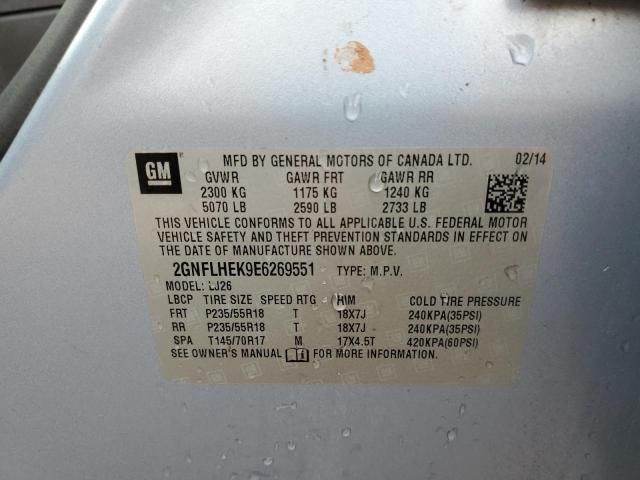 GM
MFD BY GENERAL MOTORS OF CANADA LTD. 02/14
GVWR GAWR FRT GAWR RR
2300 KG 1175 KG 1240 KG
5070 LB 2590 LB 2733 LB
THIS VEHICLE CONFORMS TO ALL APPLICABLE U.S. FEDERAL MOTOR
VEHICLE SAFETY AND THEFT PREVENTION STANDARDS IN EFFECT ON
THE DATE OF MANUFACTURE SHOWN ABOVE.
2GNFLHEK9E6269551 TYPE: M.P.V.
MODEL: LJ26
LBCP TIRE SIZE SPEED RTG RIM COLD TIRE PRESSURE
FRT P235/55R18 T 18X7J 240KPA(35PSI)
RR P235/55R18 T 18X7J 240KPA(35PSI)
SPA T145/70R17 M 17X4.5T 420KPA(60PSI)
SEE OWNER'S MANUAL FOR MORE INFORMATION.